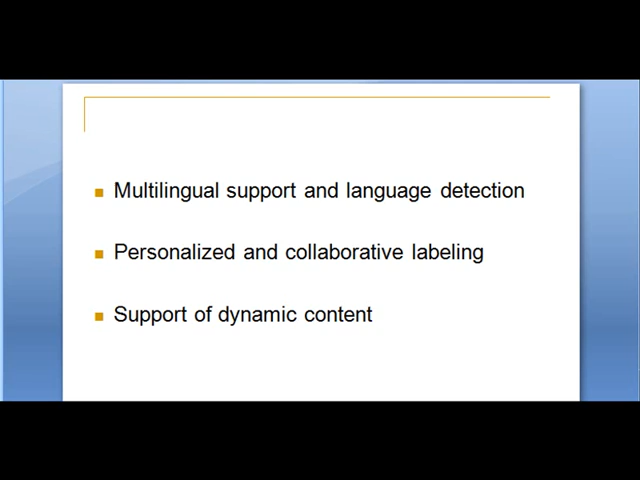 Multilingual support and language detection
Personalized and collaborative labeling
Support of dynamic content